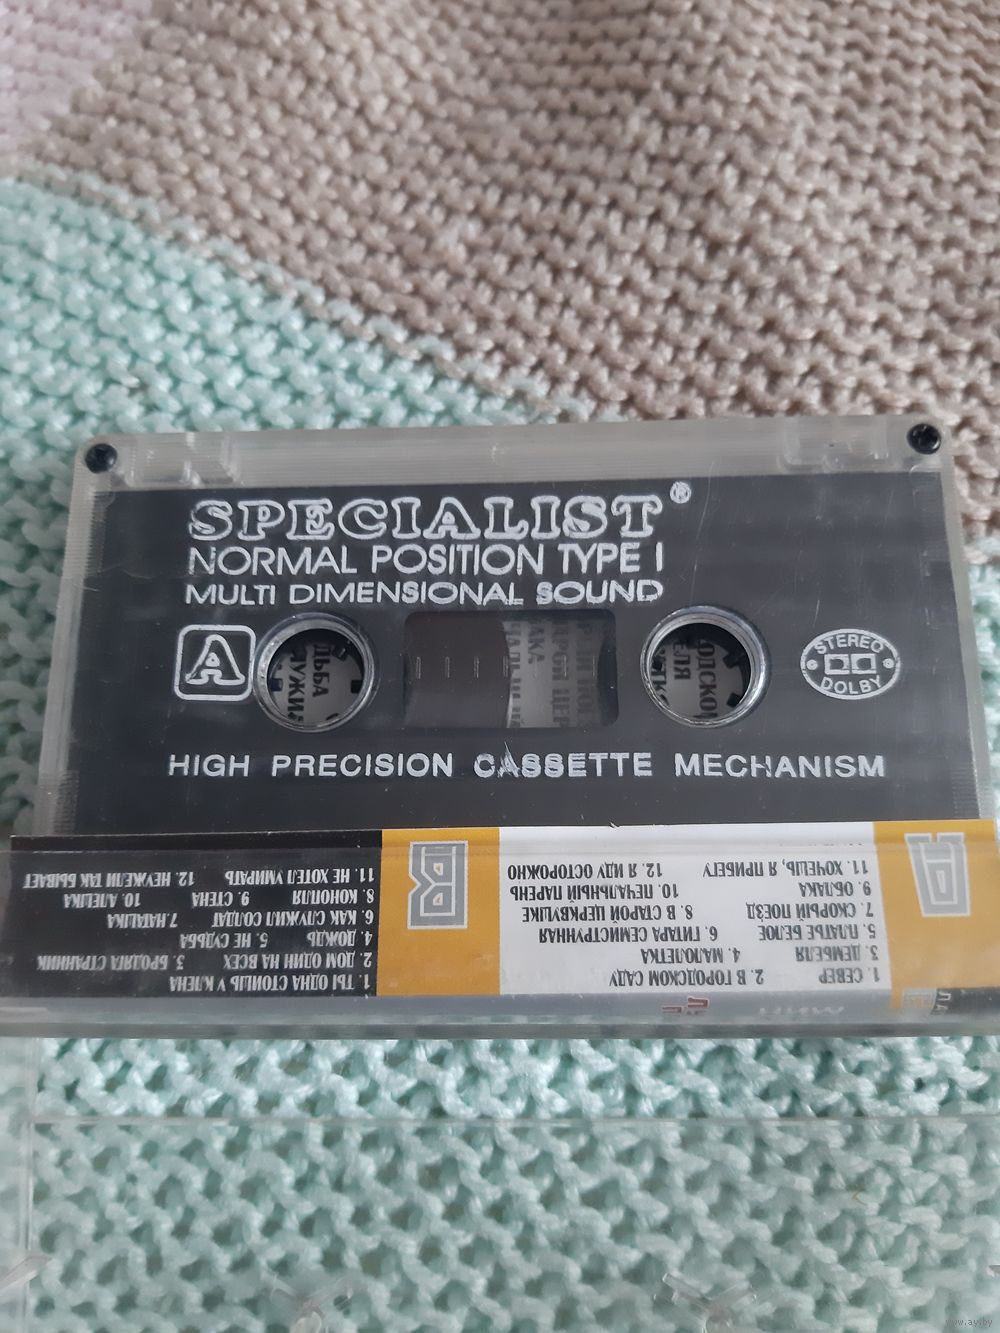 SPECIALIST®
NORMAL POSITION TYPE I
MULTI DIMENSIONAL SOUND
A
STEREO
DOLBY
HIGH PRECISION CASSETTE MECHANISM
A
1. СЕВЕР 2. В ГОРОДСКОМ САДУ
3. ДЕМБЕЛЯ 4. МАЛОЛЕТКА
5. ПЛАТЬЕ БЕЛОЕ 6. ГИТАРА СЕМИСТРУННАЯ
7. СКОРЫЙ ПОЕЗД 8. В СТАРОЙ ЦЕРКВУШКЕ
9. ОБЛАКА 10. ПЕЧАЛЬНЫЙ ПАРЕНЬ
11. ХОЧЕШЬ, Я ПРИБЕГУ 12. Я ИДУ ОСТОРОЖНО
B
1. ТЫ ОДНА СТОИШЬ У КЛЕНА
2. ДОМ ОДИН НА ВСЕХ 3. БРОДЯГА СТРАННИК
4. ДОЖДЬ 5. НЕ СУДЬБА
6. КАК СЛУЖИЛ СОЛДАТ 7. НАТАШКА
8. КОНОПЛЯ 9. СТЕНА 10. АЛЕШКА
11. НЕ ХОТЕЛ УМИРАТЬ 12. НЕУЖЕЛИ ТАК БЫВАЕТ
www.ay.by